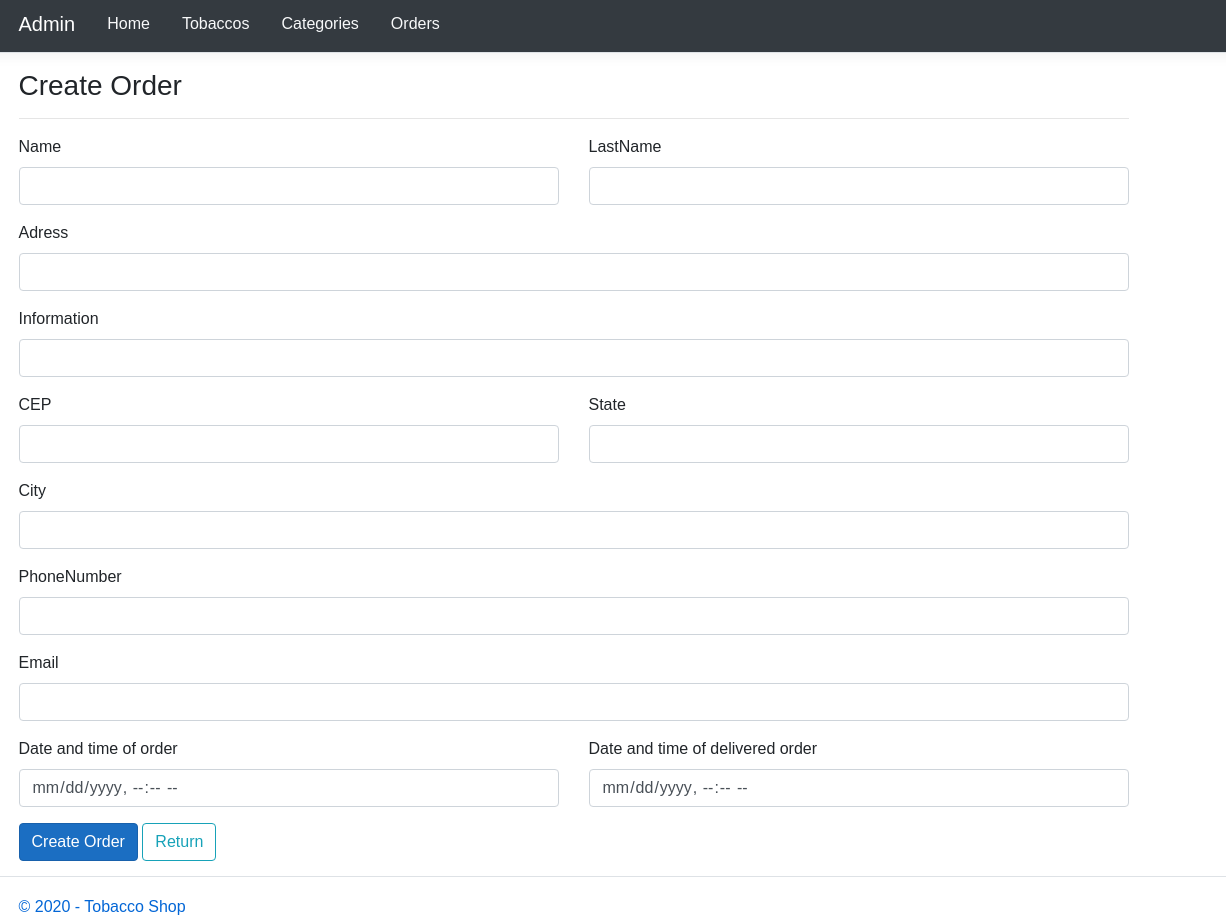 Admin Home Tobaccos Categories Orders
Create Order
Name LastName
Adress
Information
CEP State
City
PhoneNumber
Email
Date and time of order Date and time of delivered order
mm/dd/yyyy, --:-- -- mm/dd/yyyy, --:-- --
Create Order Return
© 2020 - Tobacco Shop